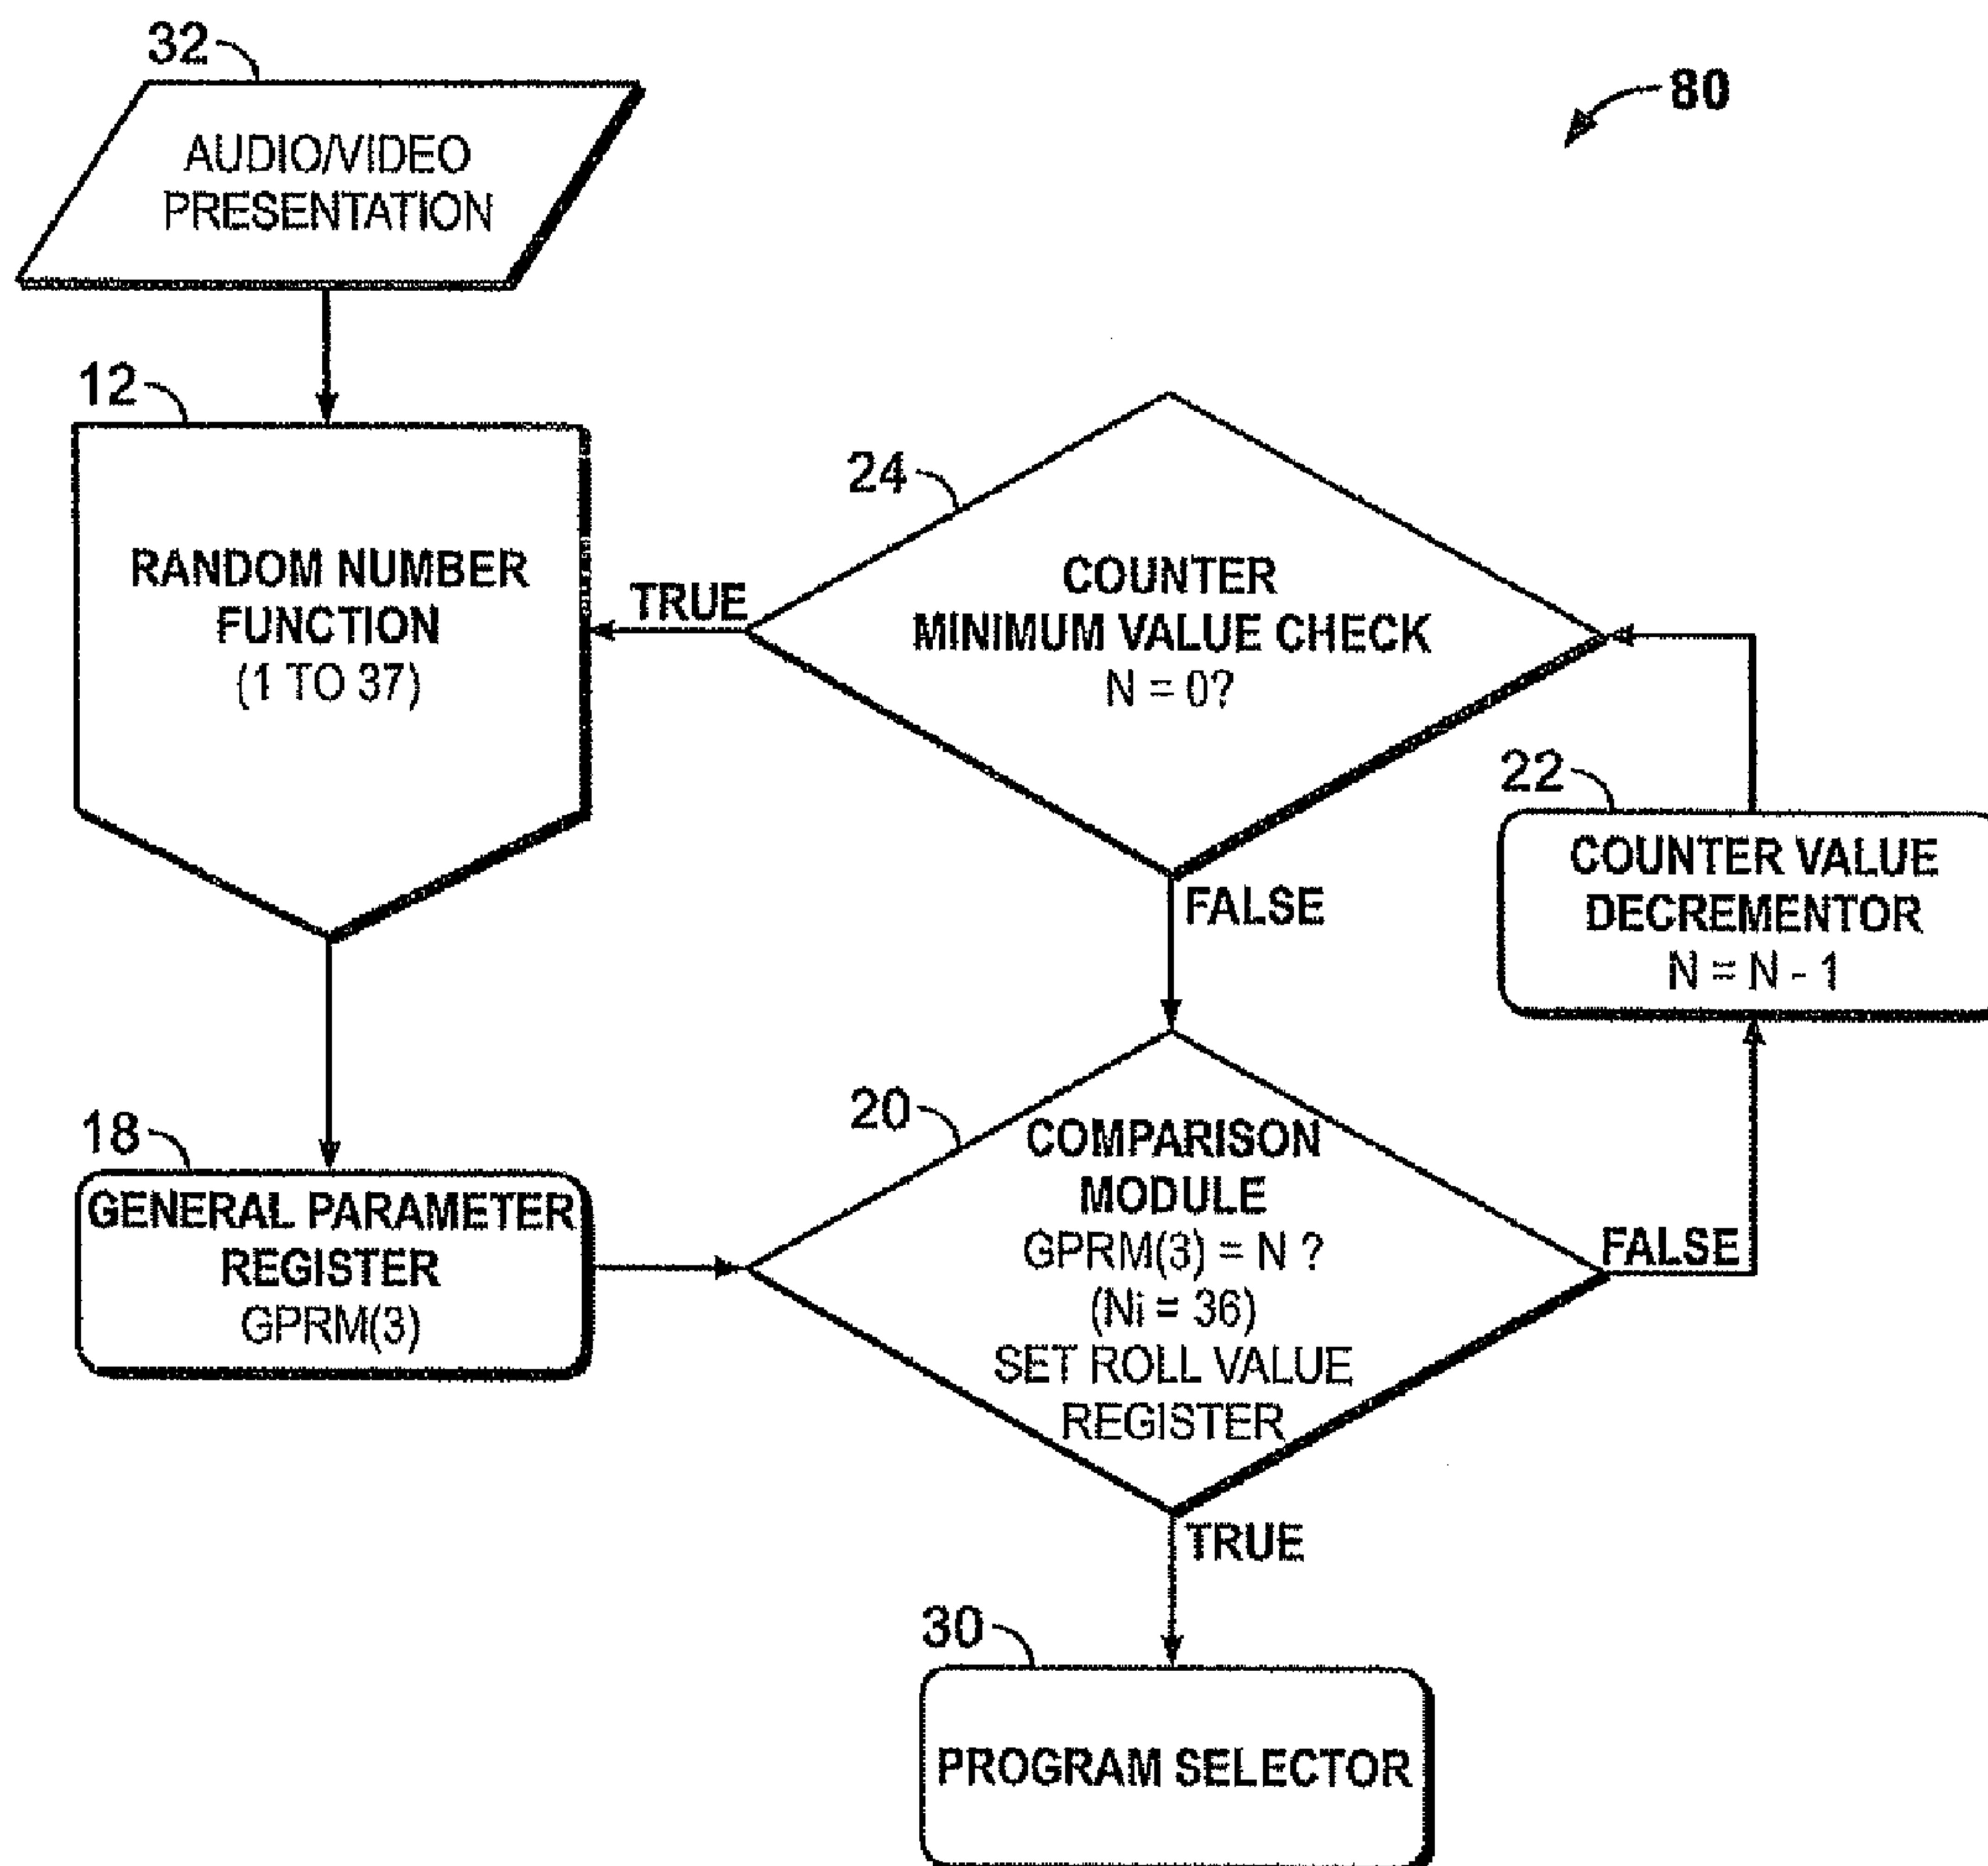 32
80
AUDIO/VIDEO
PRESENTATION
12
RANDOM NUMBER
FUNCTION
(1 TO 37)
TRUE
24
COUNTER
MINIMUM VALUE CHECK
N = 0?
FALSE
22
COUNTER VALUE
DECREMENTOR
N = N - 1
18
GENERAL PARAMETER
REGISTER
GPRM(3)
20
COMPARISON
MODULE
GPRM(3) = N ?
(Ni = 36)
SET ROLL VALUE
REGISTER
FALSE
TRUE
30
PROGRAM SELECTOR